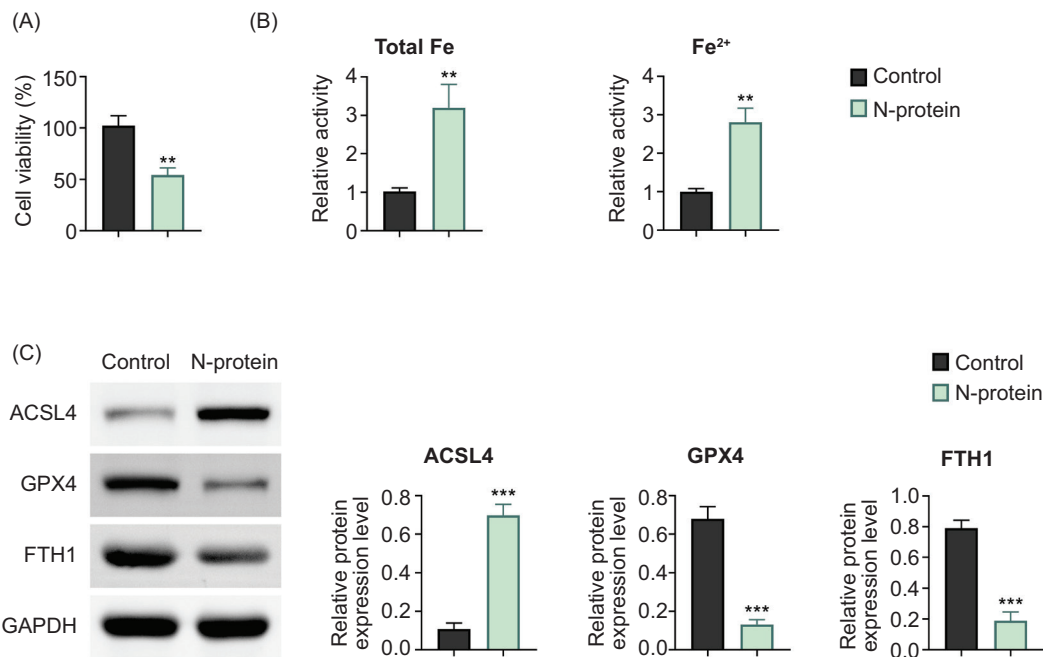 (A)
Cell viability (%)
150
100
50
0
**
(B)
Total Fe
Relative activity
4
3
2
1
0
**
Fe²⁺
Relative activity
4
3
2
1
0
**
Control
N-protein
(C)
Control N-protein
ACSL4
GPX4
FTH1
GAPDH
Control
N-protein
ACSL4
Relative protein
expression level
0.8
0.6
0.4
0.2
0.0
***
GPX4
Relative protein
expression level
0.8
0.6
0.4
0.2
0.0
***
FTH1
Relative protein
expression level
1.0
0.8
0.6
0.4
0.2
0.0
***